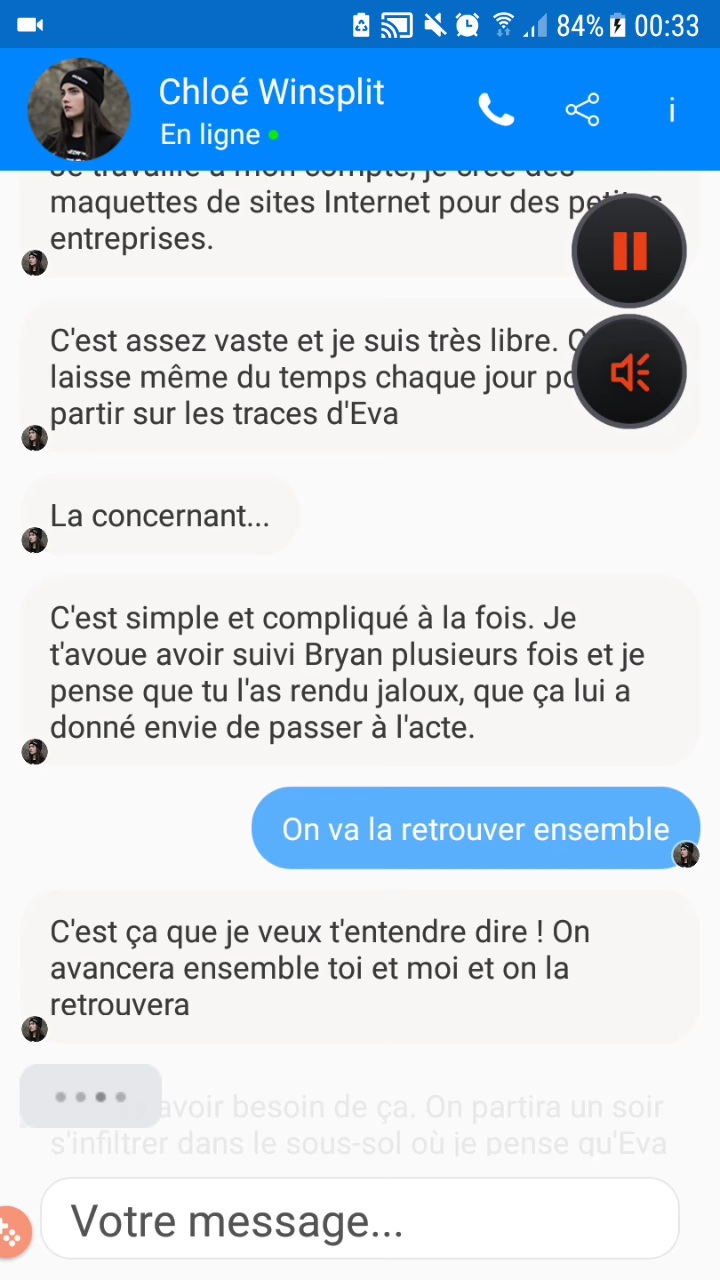 84% 00:33
Chloé Winsplit
En ligne
Je travaille à mon compte, je crée des
maquettes de sites Internet pour des petites
entreprises.
C'est assez vaste et je suis très libre.
laisse même du temps chaque jour
partir sur les traces d'Eva
La concernant...
C'est simple et compliqué à la fois. Je
t'avoue avoir suivi Bryan plusieurs fois et je
pense que tu l'as rendu jaloux, que ça lui a
donné envie de passer à l'acte.
On va la retrouver ensemble
C'est ça que je veux t'entendre dire ! On
avancera ensemble toi et moi et on la
retrouvera
avoir besoin de ça. On partira un soir
s'infiltrer dans le sous-sol où je pense qu'Eva
Votre message...